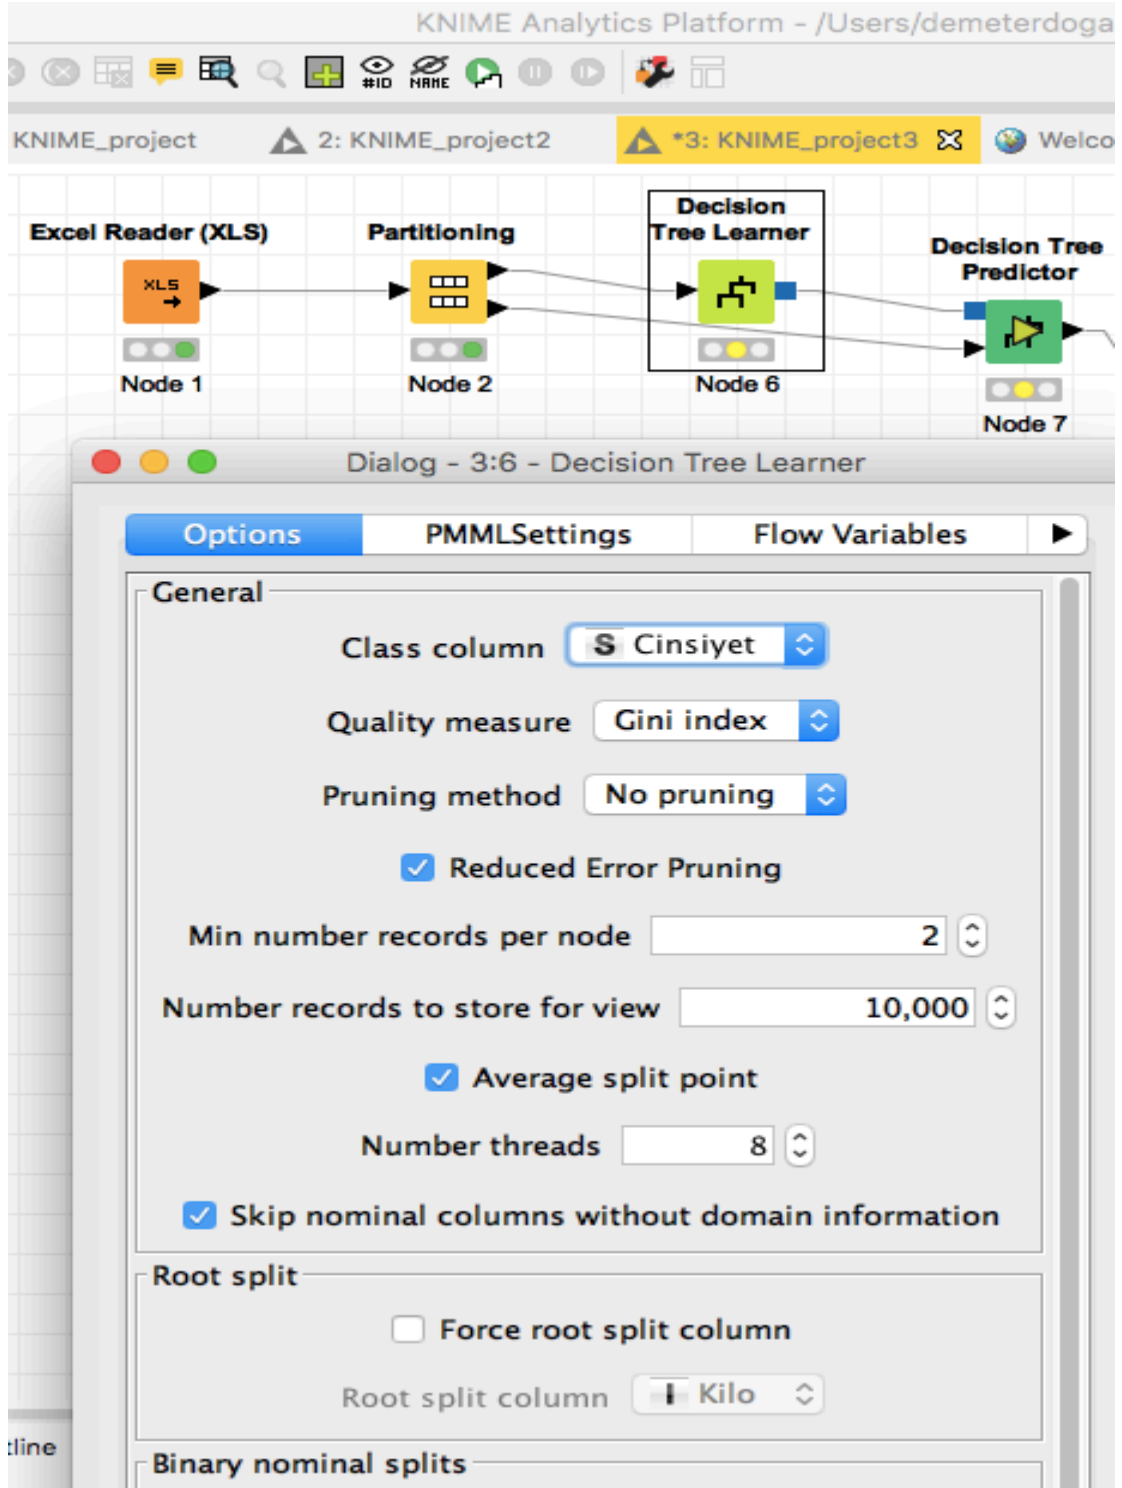 KNIME Analytics Platform - /Users/demeterdoga
#ID NAME
KNIME_project 2: KNIME_project2 *3: KNIME_project3 Welco
Decision
Excel Reader (XLS) Partitioning Tree Learner
Decision Tree
Predictor
XLS
Node 1 Node 2 Node 6
Node 7
Dialog - 3:6 - Decision Tree Learner
Options PMMLSettings Flow Variables
General
Class column S Cinsiyet
Quality measure Gini index
Pruning method No pruning
Reduced Error Pruning
Min number records per node 2
Number records to store for view 10,000
Average split point
Number threads 8
Skip nominal columns without domain information
Root split
Force root split column
Root split column I Kilo
tline
Binary nominal splits